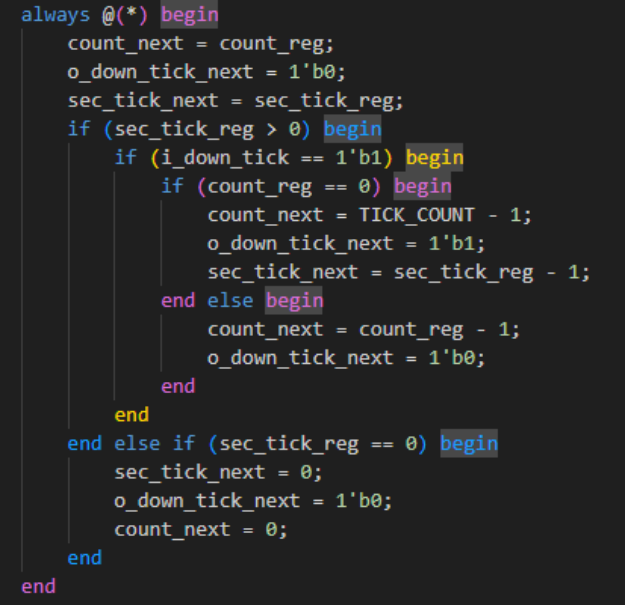 always @(*) begin
    count_next = count_reg;
    o_down_tick_next = 1'b0;
    sec_tick_next = sec_tick_reg;
    if (sec_tick_reg > 0) begin
        if (i_down_tick == 1'b1) begin
            if (count_reg == 0) begin
                count_next = TICK_COUNT - 1;
                o_down_tick_next = 1'b1;
                sec_tick_next = sec_tick_reg - 1;
            end else begin
                count_next = count_reg - 1;
                o_down_tick_next = 1'b0;
            end
        end
    end else if (sec_tick_reg == 0) begin
        sec_tick_next = 0;
        o_down_tick_next = 1'b0;
        count_next = 0;
    end
end